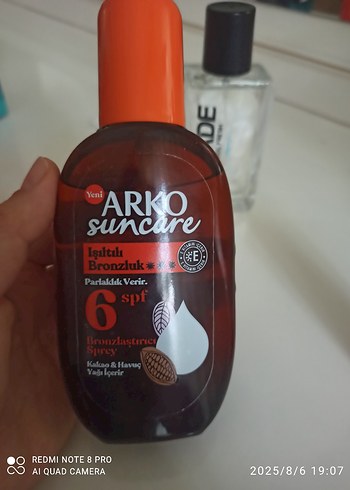 Yeni
ARKO
suncare
Işıltılı
Bronzluk
E
Parlaklık Verir.
6 spf
Bronzlaştırıcı
Sprey
Kakao & Havuç
Yağı İçerir
ADE
REDMI NOTE 8 PRO
AI QUAD CAMERA
2025/8/6 19:07